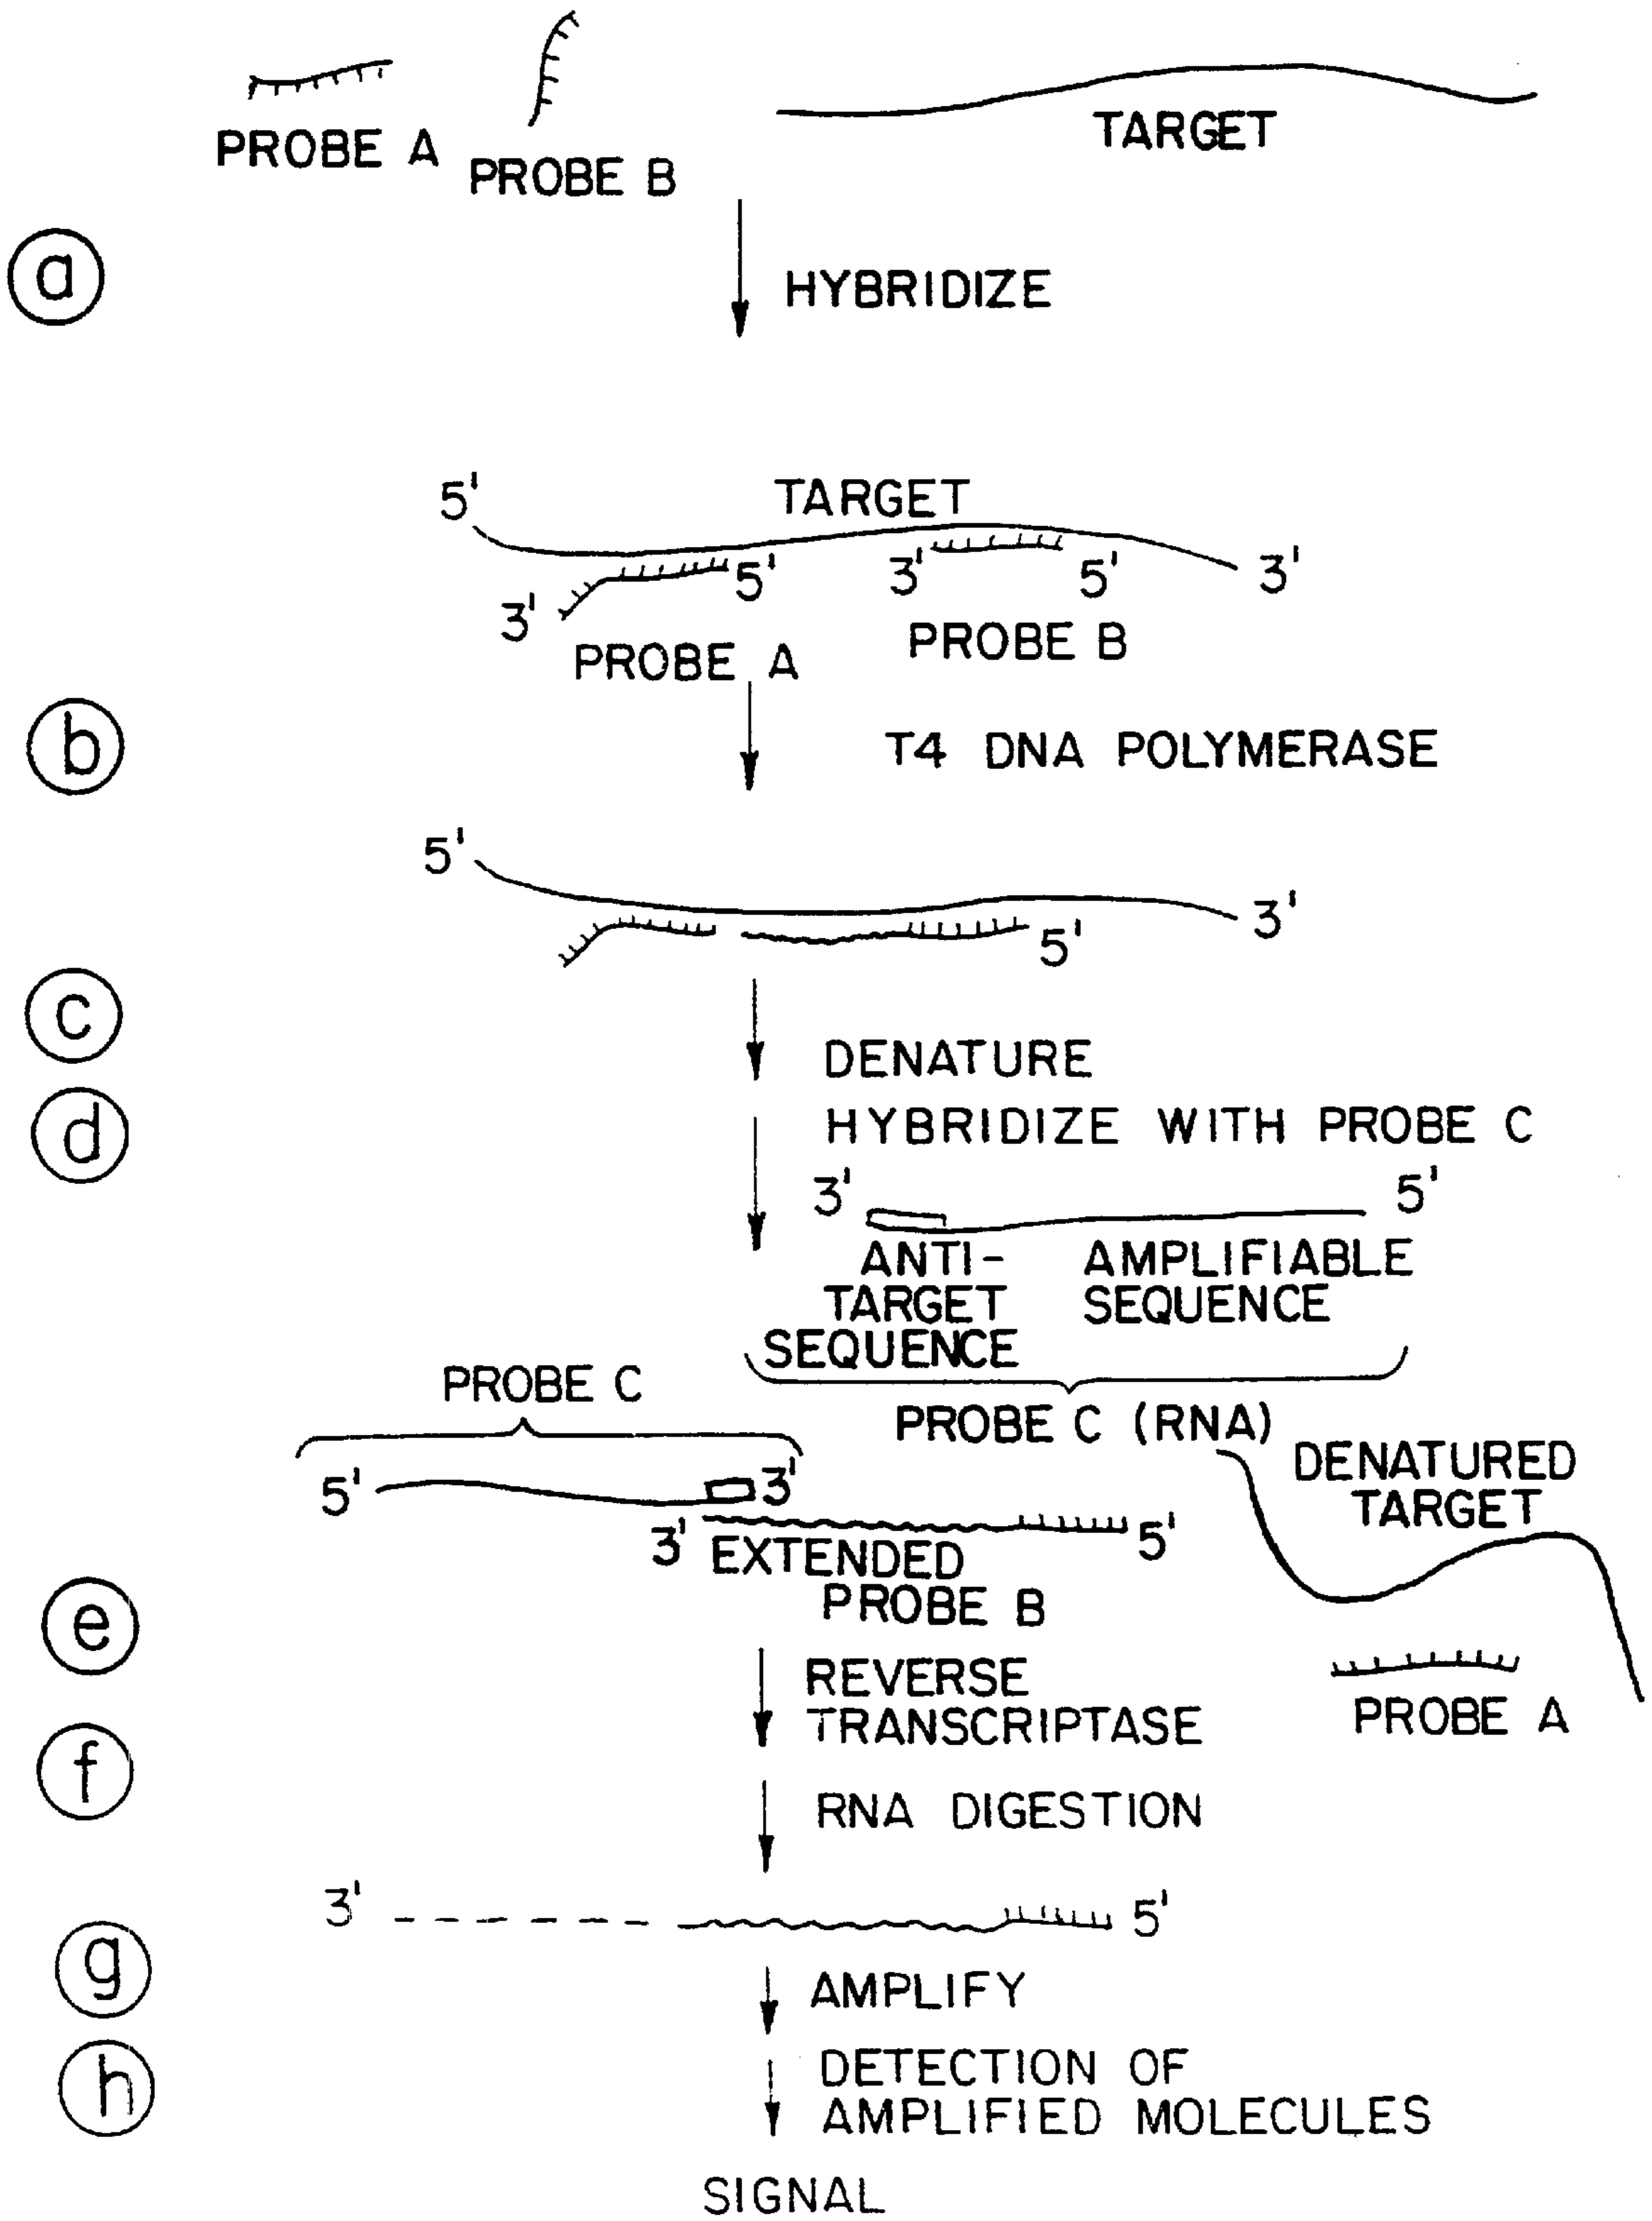 PROBE A
PROBE B
TARGET
a
HYBRIDIZE
5'
TARGET
5'
3'
5'
3'
3'
PROBE A
PROBE B
b
T4 DNA POLYMERASE
5'
3'
5'
c
DENATURE
d
HYBRIDIZE WITH PROBE C
3'
5'
ANTI-
TARGET
SEQUENCE
AMPLIFIABLE
SEQUENCE
PROBE C (RNA)
PROBE C
5'
3'
3'
5'
EXTENDED
PROBE B
DENATURED
TARGET
PROBE A
e
REVERSE
TRANSCRIPTASE
f
RNA DIGESTION
3'
5'
g
AMPLIFY
h
DETECTION OF
AMPLIFIED MOLECULES
SIGNAL